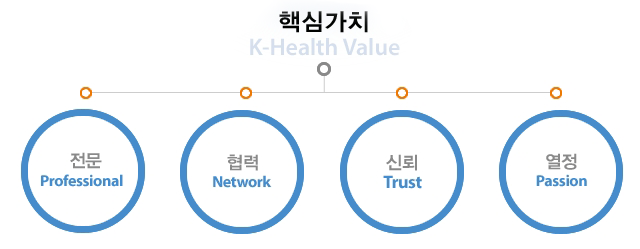 핵심가치
K-Health Value
전문
Professional
협력
Network
신뢰
Trust
열정
Passion